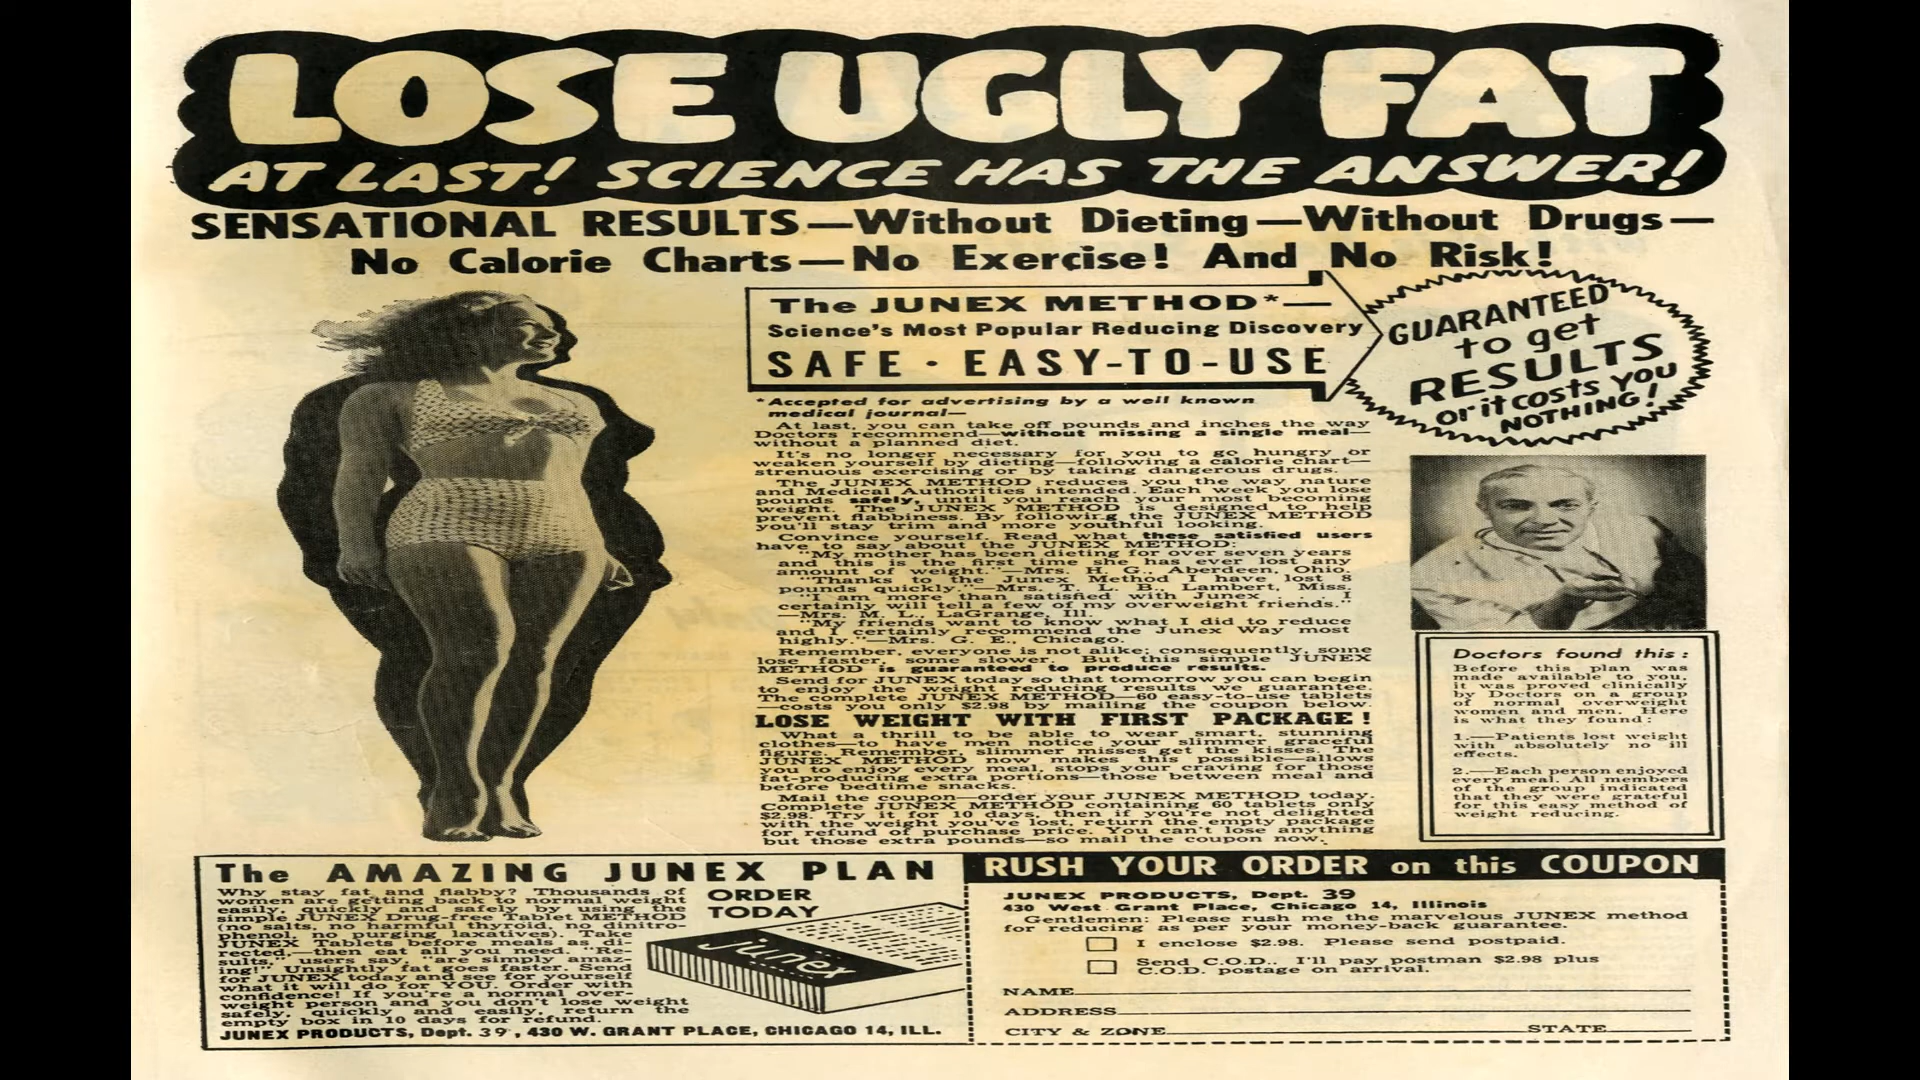 LOSE UGLY FAT
AT LAST! SCIENCE HAS THE ANSWER!
SENSATIONAL RESULTS—Without Dieting—Without Drugs—
No Calorie Charts—No Exercise! And No Risk!
The JUNEX METHOD*—
Science's Most Popular Reducing Discovery
SAFE · EASY-TO-USE
GUARANTEED
to get
RESULTS
or it costs YOU
NOTHING!
*Accepted for advertising by a well known
medical journal—
At last, you can take off pounds and inches the way
Doctors recommend—without missing a single meal—
without a planned diet.
It's no longer necessary for you to go hungry or
weaken yourself by dieting—following a calorie chart—
strenuous exercising or by taking dangerous drugs.
The JUNEX METHOD reduces you the way nature
and Medical Authorities intended. Each week you lose
pounds safely, until you reach your most becoming
weight. The JUNEX METHOD is designed to help
prevent flabbiness. By following the JUNEX METHOD
you'll stay trim and more youthful looking.
Convince yourself. Read what these satisfied users
have to say about the JUNEX METHOD:
"My mother has been dieting for over seven years
and this is the first time she has ever lost any
amount of weight."—Mrs. H. G., Aberdeen, Ohio.
"Thanks to the Junex Method I have lost 8
pounds quickly."—Mrs. T. L. B., Lambert, Miss.
"I am more than satisfied with Junex . . . I
certainly will tell a few of my overweight friends."
—Mrs. M. L., LaGrange, Ill.
"My friends want to know what I did to reduce
and I certainly recommend the Junex Way most
highly."—Mrs. G. E., Chicago.
Remember, everyone is not alike; consequently, some
lose faster, some slower. But this simple JUNEX
METHOD is guaranteed to produce results.
Send for JUNEX today so that tomorrow you can begin
to enjoy the weight reducing results we guarantee.
The complete JUNEX METHOD—60 easy-to-use tablets
—costs you only $2.98 by mailing the coupon below.
LOSE WEIGHT WITH FIRST PACKAGE!
What a thrill to be able to wear smart, stunning
clothes—to have men notice your slimmer graceful
figure. Remember, slimmer misses get the kisses. The
JUNEX METHOD now makes this possible—allows
you to enjoy every meal, stops your craving for those
fat-producing extra portions—those between meal and
before bedtime snacks.
Mail the coupon—order your JUNEX METHOD today.
Complete JUNEX METHOD containing 60 tablets only
$2.98. Try it for 10 days, then if you're not delighted
with the weight you've lost, return the empty package
for refund of purchase price. You can't lose anything
but those extra pounds—so mail the coupon now.
Doctors found this:
Before this plan was
made available to you,
it was proved clinically
by Doctors on a group
of normal overweight
women and men. Here
is what they found:
1.—Patients lost weight
with absolutely no ill
effects.
2.—Each person enjoyed
every meal. All members
of the group indicated
that they were grateful
for this easy method of
weight reducing.
The AMAZING JUNEX PLAN
Why stay fat and flabby? Thousands of
women are getting back to normal weight
easily, quickly and safely by using the
simple JUNEX Drug-free Tablet METHOD
(no salts, no harmful thyroid, no dinitro-
phenol, no purging laxatives). Take
JUNEX Tablets before meals as di-
rected,—then eat all you need. "Re-
sults," users say, "are simply amaz-
ing!" Unsightly fat goes faster. Send
for JUNEX today and see for yourself
what it will do for YOU. Order with
confidence! If you're a normal over-
weight person and you don't lose weight
safely, quickly and easily, return the
empty box in 10 days for refund.
JUNEX PRODUCTS, Dept. 39, 430 W. GRANT PLACE, CHICAGO 14, ILL.
ORDER
TODAY
junex
RUSH YOUR ORDER on this COUPON
JUNEX PRODUCTS, Dept. 39
430 West Grant Place, Chicago 14, Illinois
Gentlemen: Please rush me the marvelous JUNEX method
for reducing as per your money-back guarantee.
I enclose $2.98. Please send postpaid.
Send C.O.D.. I'll pay postman $2.98 plus
C.O.D. postage on arrival.
NAME
ADDRESS
CITY & ZONE STATE